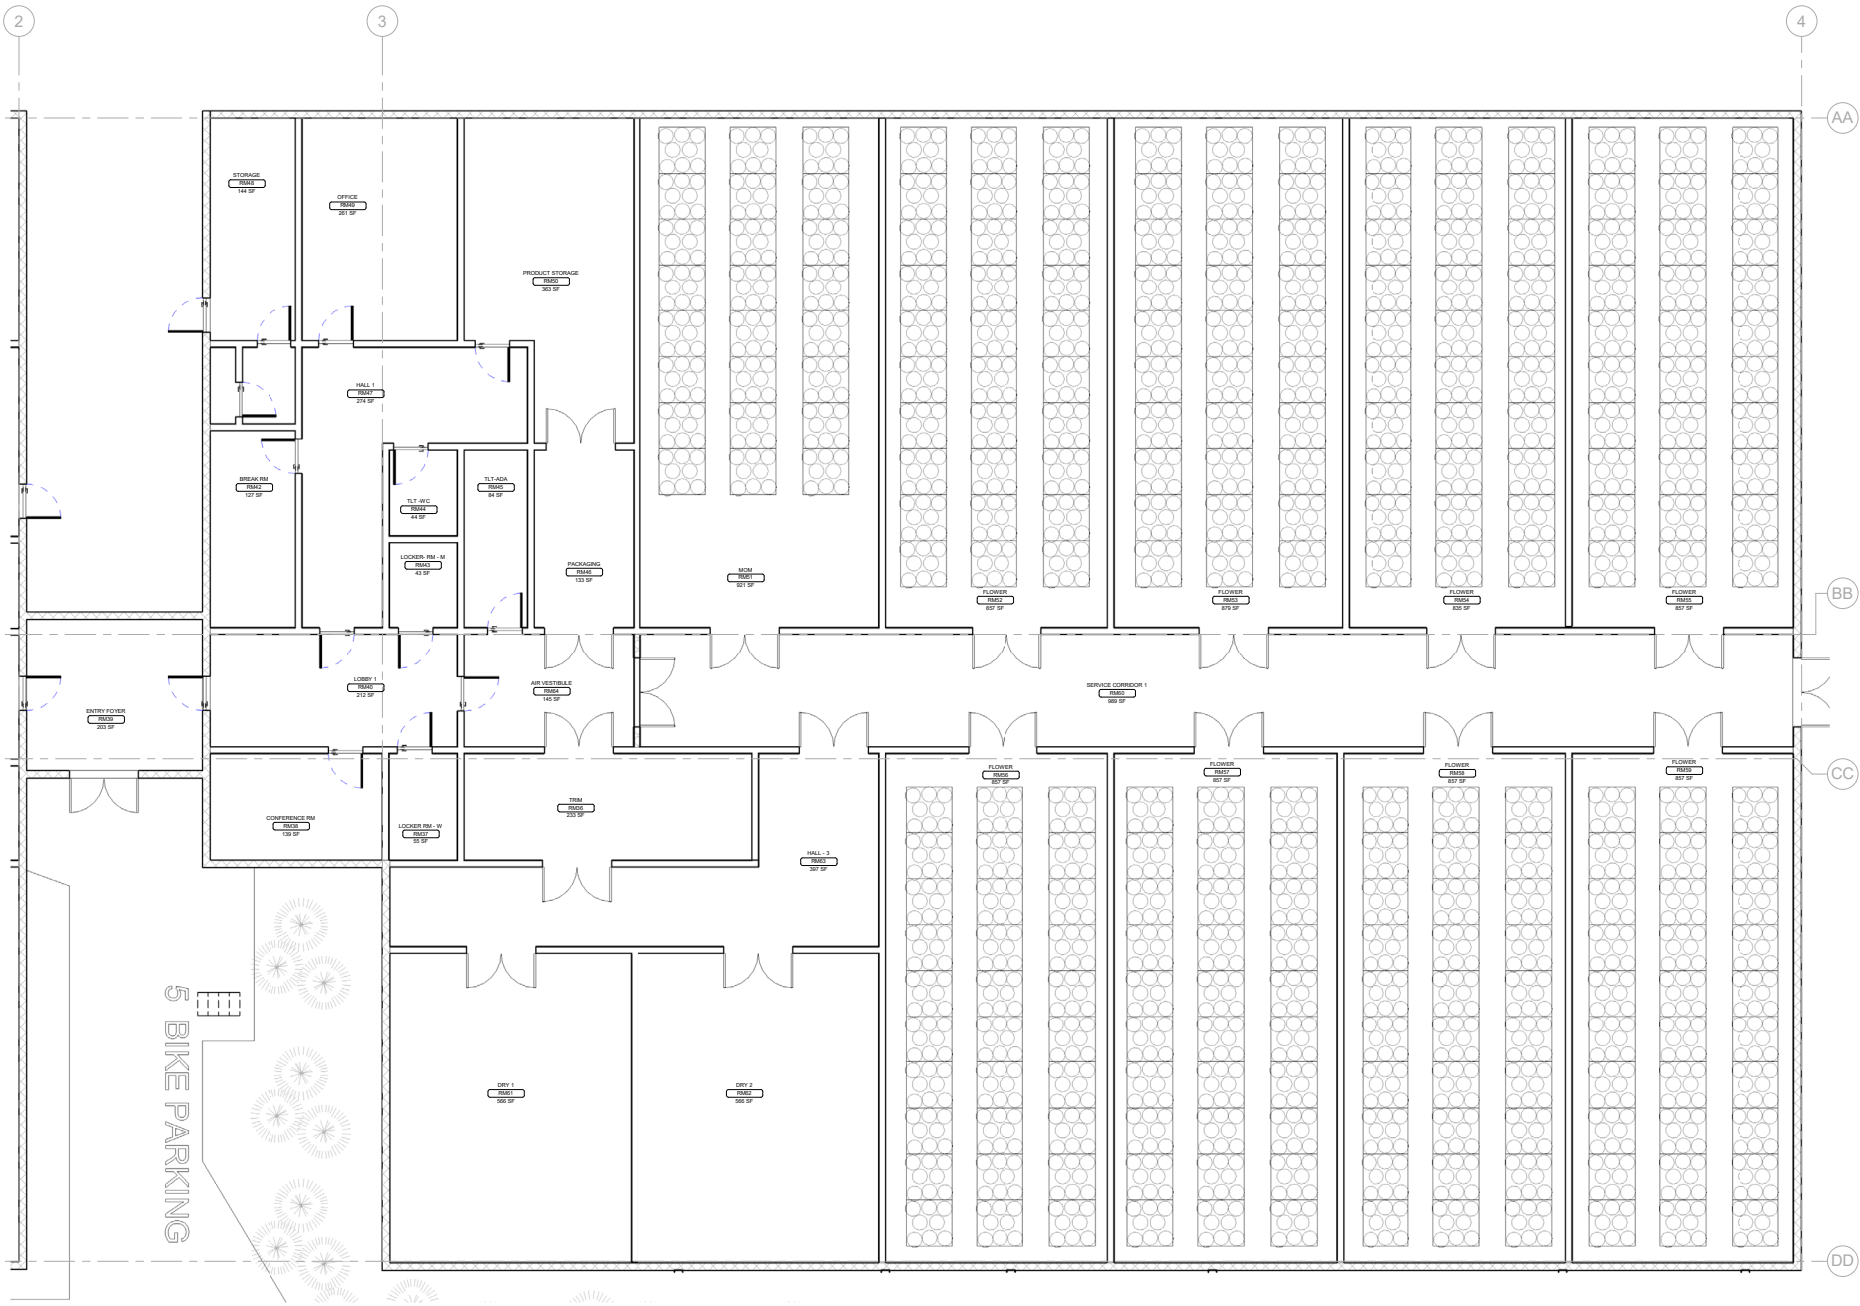 2
3
4
AA
STORAGE
RM48
144 SF
OFFICE
RM49
261 SF
PRODUCT STORAGE
RM50
363 SF
HALL 1
RM47
274 SF
BREAK RM
RM42
127 SF
TLT -WC
RM44
44 SF
TLT-ADA
RM45
84 SF
LOCKER- RM - M
RM43
43 SF
PACKAGING
RM46
133 SF
MOM
RM51
921 SF
FLOWER
RM52
857 SF
FLOWER
RM53
879 SF
FLOWER
RM54
835 SF
FLOWER
RM55
857 SF
BB
ENTRY FOYER
RM39
203 SF
LOBBY 1
RM40
212 SF
AIR VESTIBULE
RM64
145 SF
SERVICE CORRIDOR 1
RM60
989 SF
CC
CONFERENCE RM
RM38
139 SF
LOCKER RM - W
RM37
55 SF
TRIM
RM36
233 SF
HALL - 3
RM63
397 SF
FLOWER
RM56
857 SF
FLOWER
RM57
857 SF
FLOWER
RM58
857 SF
FLOWER
RM59
857 SF
5 BIKE PARKING
DRY 1
RM61
566 SF
DRY 2
RM62
566 SF
DD